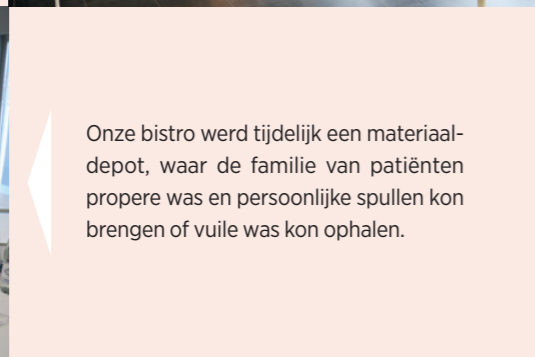 Onze bistro werd tijdelijk een materiaal-
depot, waar de familie van patiënten
propere was en persoonlijke spullen kon
brengen of vuile was kon ophalen.